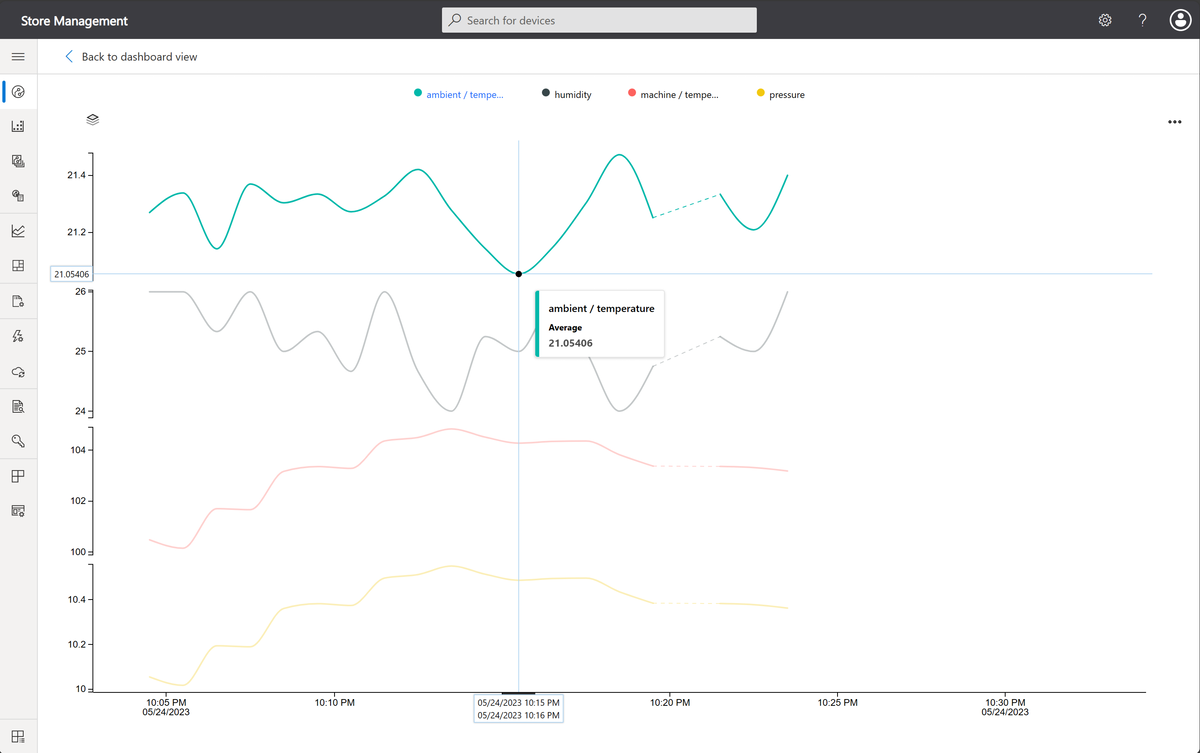 Store Management
Search for devices
?
Back to dashboard view
ambient / tempe...
humidity
machine / tempe...
pressure
21.4
21.2
21.05406
26
25
24
ambient / temperature
Average
21.05406
104
102
100
10.4
10.2
10
10:05 PM
05/24/2023
10:10 PM
05/24/2023 10:15 PM
05/24/2023 10:16 PM
10:20 PM
10:25 PM
10:30 PM
05/24/2023